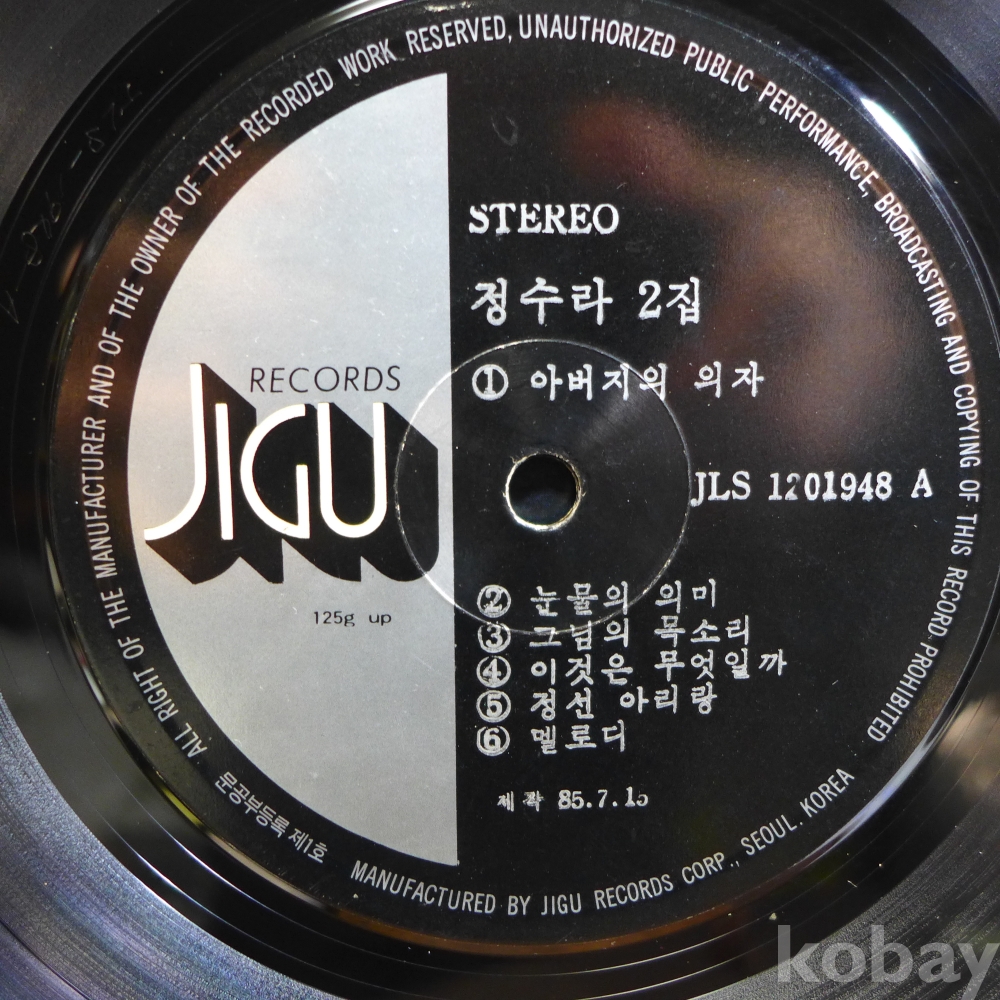 ALL RIGHT OF THE MANUFACTURER AND OF THE OWNER OF THE RECORDED WORK RESERVED, UNAUTHORIZED PUBLIC PERFORMANCE, BROADCASTING AND COPYING OF THIS RECORD PROHIBITED
STEREO
정수라 2집
① 아버지의 의자
RECORDS
JIGU
JLS 1201948 A
125g up
② 눈물의 의미
③ 그님의 목소리
④ 이것은 무엇일까
⑤ 정선 아리랑
⑥ 멜로디
제작 85.7.15
문공부등록 제1호
MANUFACTURED BY JIGU RECORDS CORP., SEOUL. KOREA
kobay